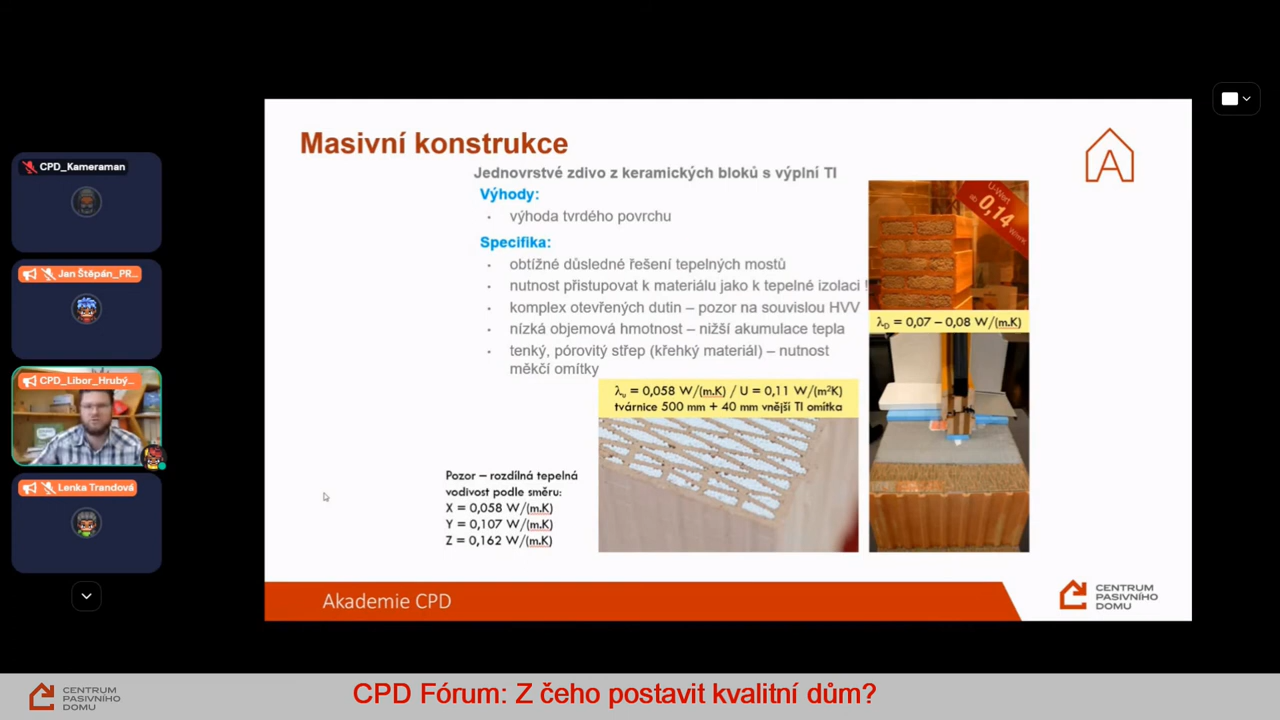 CPD_Kameraman
Jan Štěpán_PR...
CPD_Libor_Hrubý...
Lenka Trandová
Masivní konstrukce
Jednovrstvé zdivo z keramických bloků s výplní TI
Výhody:
• výhoda tvrdého povrchu
Specifika:
• obtížné důsledné řešení tepelných mostů
• nutnost přistupovat k materiálu jako k tepelné izolaci !
• komplex otevřených dutin – pozor na souvislou HVV
• nízká objemová hmotnost – nižší akumulace tepla
• tenký, pórovitý střep (křehký materiál) – nutnost
měkčí omítky
U-Wert
ab 0,14
W/m²K
λD = 0,07 – 0,08 W/(m.K)
λu = 0,058 W/(m.K) / U = 0,11 W/(m²K)
tvárnice 500 mm + 40 mm vnější TI omítka
Pozor – rozdílná tepelná
vodivost podle směru:
X = 0,058 W/(m.K)
Y = 0,107 W/(m.K)
Z = 0,162 W/(m.K)
Akademie CPD
CENTRUM
PASIVNÍHO
DOMU
CENTRUM
PASIVNÍHO
DOMU
CPD Fórum: Z čeho postavit kvalitní dům?